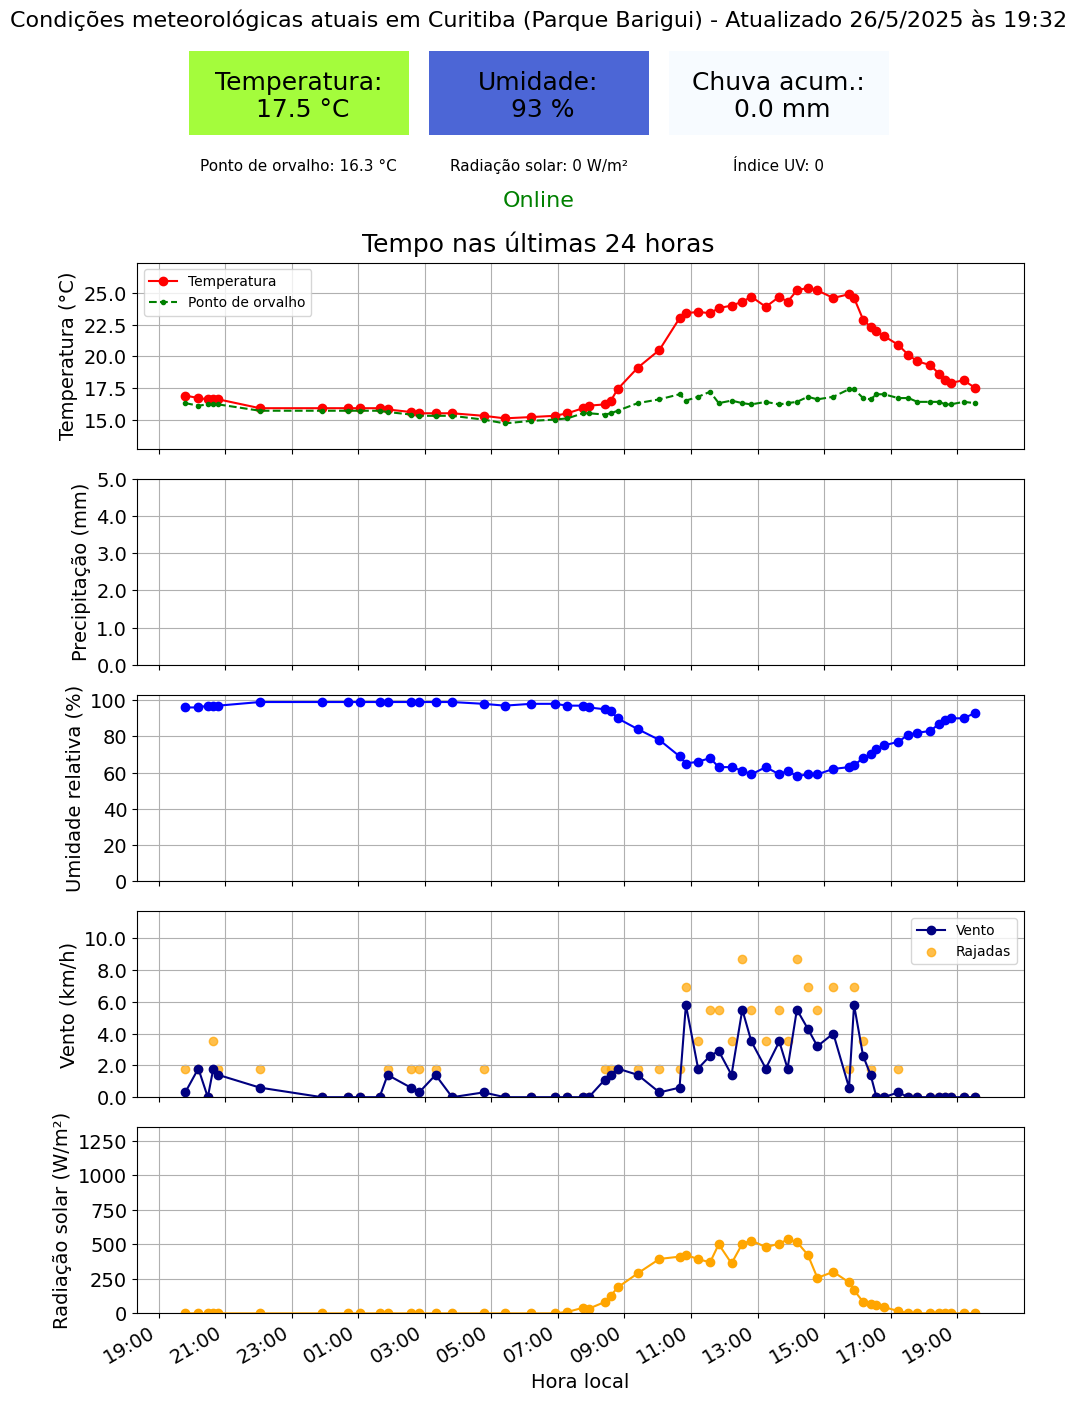 Condições meteorológicas atuais em Curitiba (Parque Barigui) - Atualizado 26/5/2025 às 19:32
Temperatura:
17.5 °C
Umidade:
93 %
Chuva acum.:
0.0 mm
Ponto de orvalho: 16.3 °C
Radiação solar: 0 W/m²
Índice UV: 0
Online
Tempo nas últimas 24 horas
Temperatura (°C)
25.0
22.5
20.0
17.5
15.0
Temperatura
Ponto de orvalho
Precipitação (mm)
5.0
4.0
3.0
2.0
1.0
0.0
Umidade relativa (%)
100
80
60
40
20
0
Vento (km/h)
10.0
8.0
6.0
4.0
2.0
0.0
Vento
Rajadas
Radiação solar (W/m²)
1250
1000
750
500
250
0
19:00
21:00
23:00
01:00
03:00
05:00
07:00
09:00
11:00
13:00
15:00
17:00
19:00
Hora local